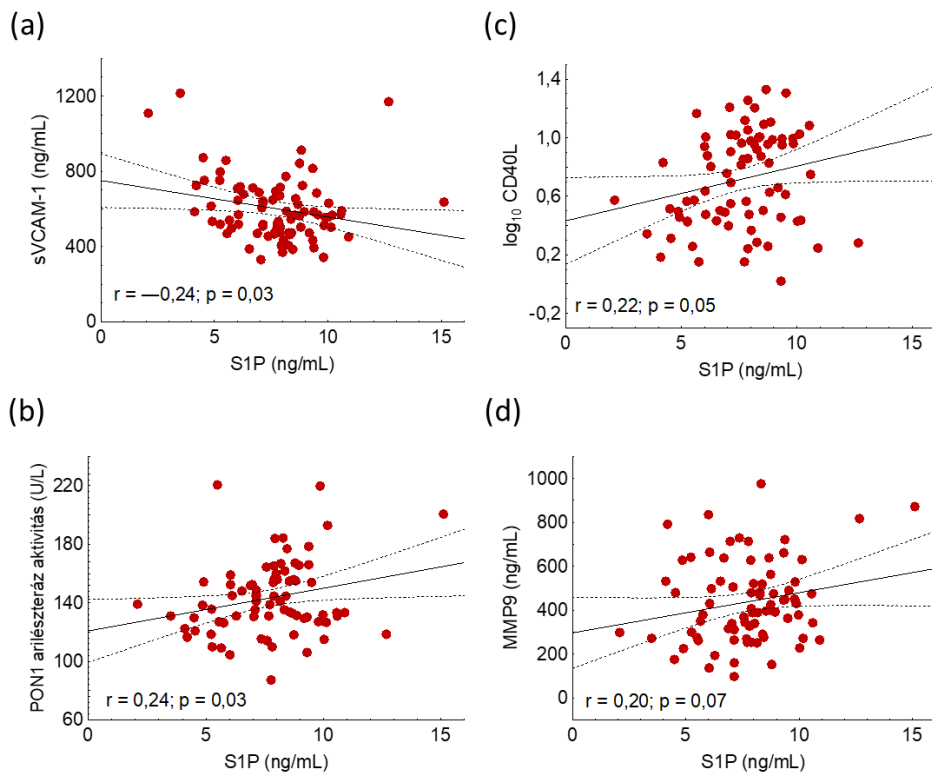 (a)
sVCAM-1 (ng/mL)
1200
800
600
400
0
r = —0,24; p = 0,03
0
5
10
15
S1P (ng/mL)
(c)
log₁₀ CD40L
1,4
1,0
0,6
0,2
-0,2
r = 0,22; p = 0,05
0
5
10
15
S1P (ng/mL)
(b)
PON1 arilészteráz aktivitás (U/L)
220
180
140
100
60
r = 0,24; p = 0,03
0
5
10
15
S1P (ng/mL)
(d)
MMP9 (ng/mL)
1000
800
600
400
200
0
r = 0,20; p = 0,07
0
5
10
15
S1P (ng/mL)